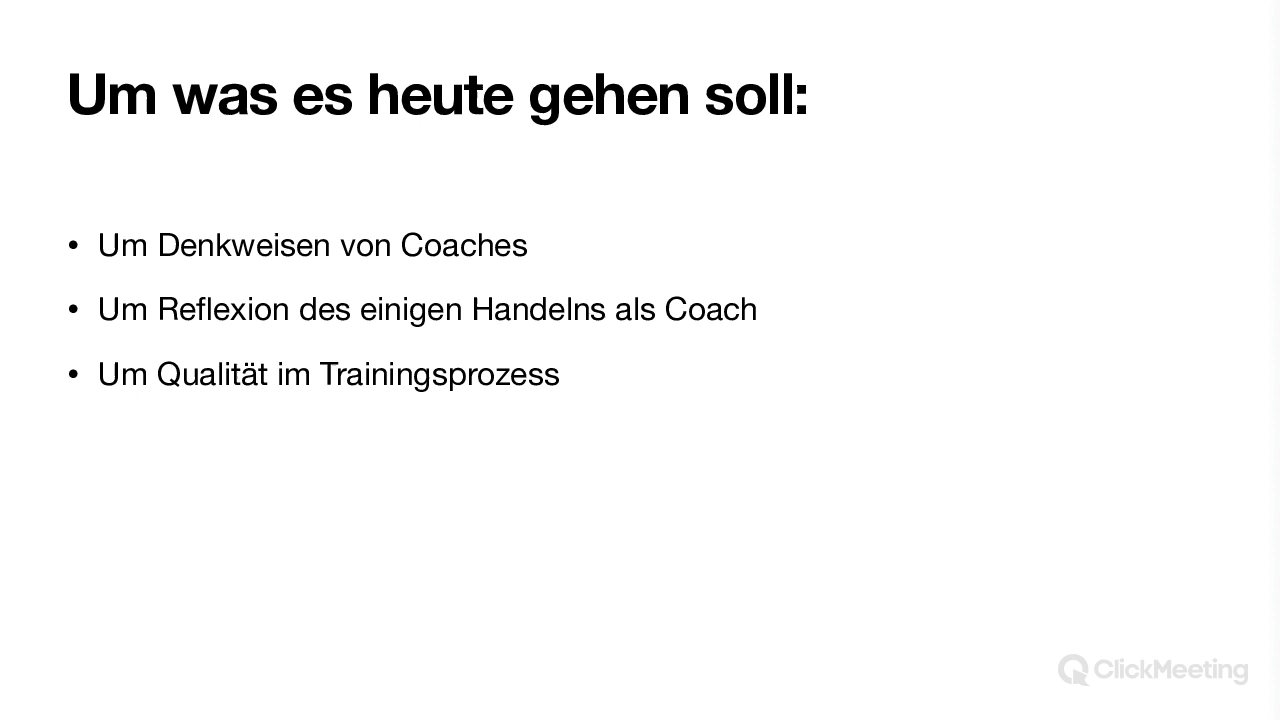 Um was es heute gehen soll:
• Um Denkweisen von Coaches
• Um Reflexion des einigen Handelns als Coach
• Um Qualität im Trainingsprozess
ClickMeeting